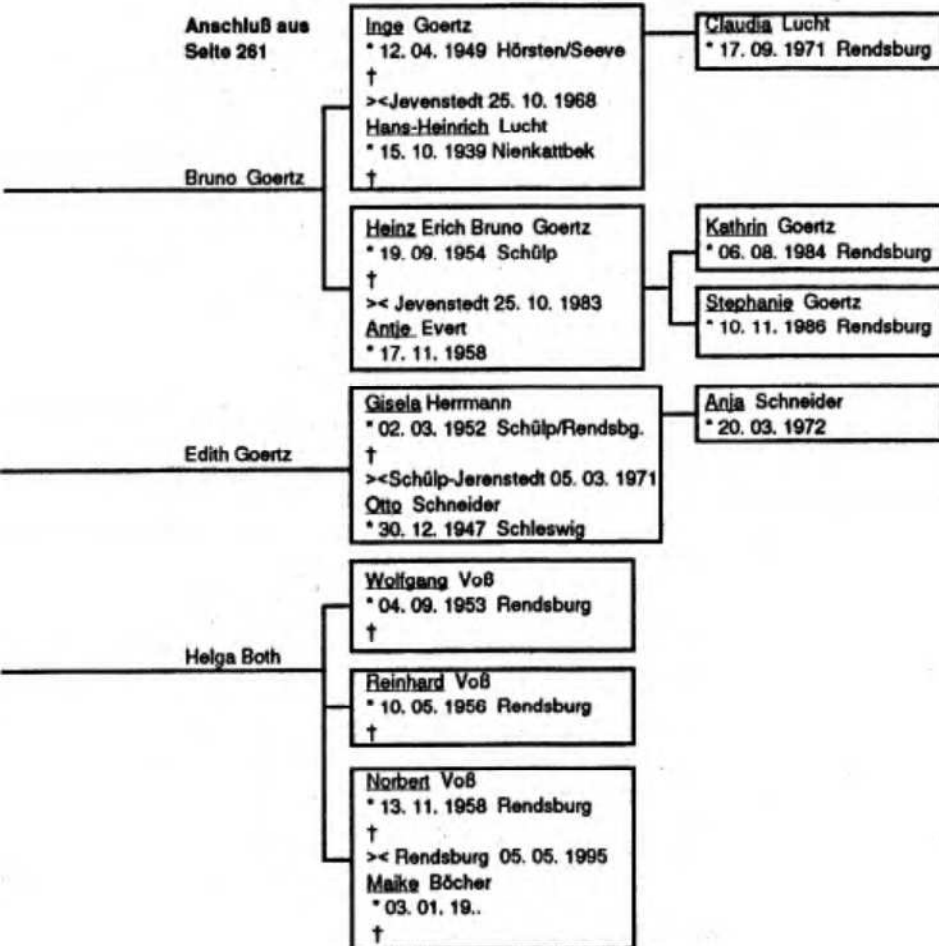 Anschluß aus
Seite 261
Bruno Goertz
Inge Goertz
* 12. 04. 1949 Hörsten/Seeve
†
><Jevenstedt 25. 10. 1968
Hans-Heinrich Lucht
* 15. 10. 1939 Nienkattbek
†
Claudia Lucht
* 17. 09. 1971 Rendsburg
Heinz Erich Bruno Goertz
* 19. 09. 1954 Schülp
†
>< Jevenstedt 25. 10. 1983
Antje Evert
* 17. 11. 1958
Kathrin Goertz
* 06. 08. 1984 Rendsburg
Stephanie Goertz
* 10. 11. 1986 Rendsburg
Edith Goertz
Gisela Herrmann
* 02. 03. 1952 Schülp/Rendsbg.
†
><Schülp-Jerenstedt 05. 03. 1971
Otto Schneider
* 30. 12. 1947 Schleswig
Anja Schneider
* 20. 03. 1972
Helga Both
Wolfgang Voß
* 04. 09. 1953 Rendsburg
†
Reinhard Voß
* 10. 05. 1956 Rendsburg
†
Norbert Voß
* 13. 11. 1958 Rendsburg
†
>< Rendsburg 05. 05. 1995
Maike Böcher
* 03. 01. 19..
†